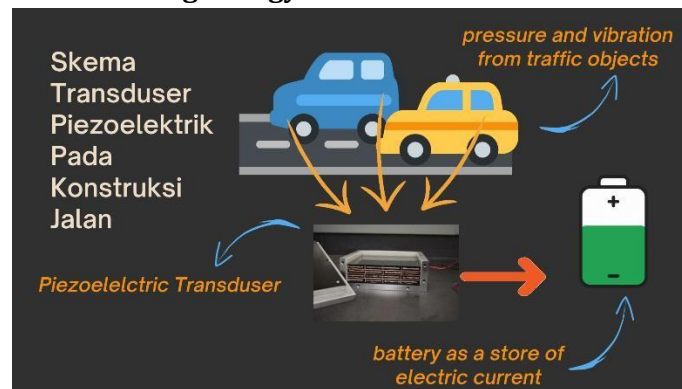 Skema
Transduser
Piezoelektrik
Pada
Konstruksi
Jalan
pressure and vibration
from traffic objects
+
-
Piezoelelctric Transduser
battery as a store of
electric current